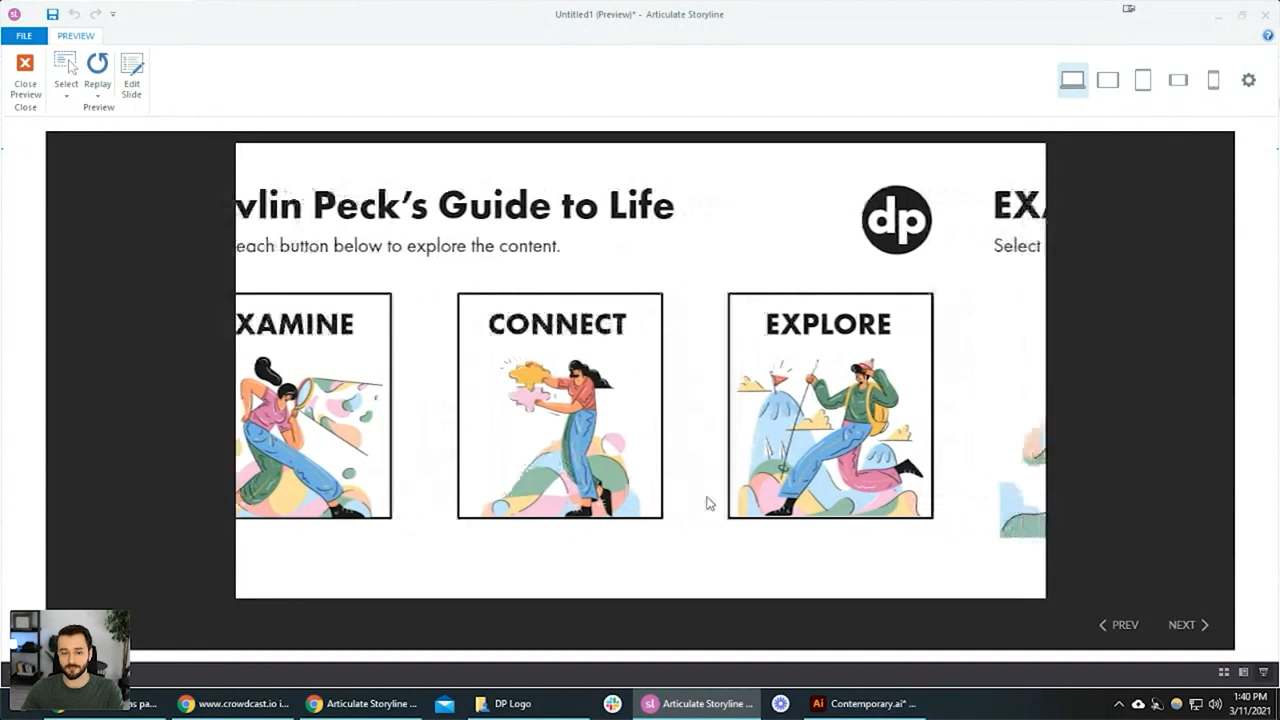 Untitled1 (Preview)* - Articulate Storyline
FILE
PREVIEW
Close Preview
Select
Replay
Edit Slide
Close
Preview
vlin Peck's Guide to Life
each button below to explore the content.
dp
EXA
Select
XAMINE
CONNECT
EXPLORE
PREV
NEXT
www.crowdcast.io i...
Articulate Storyline ...
DP Logo
Articulate Storyline ...
Contemporary.ai* ...
1:40 PM
3/11/2021